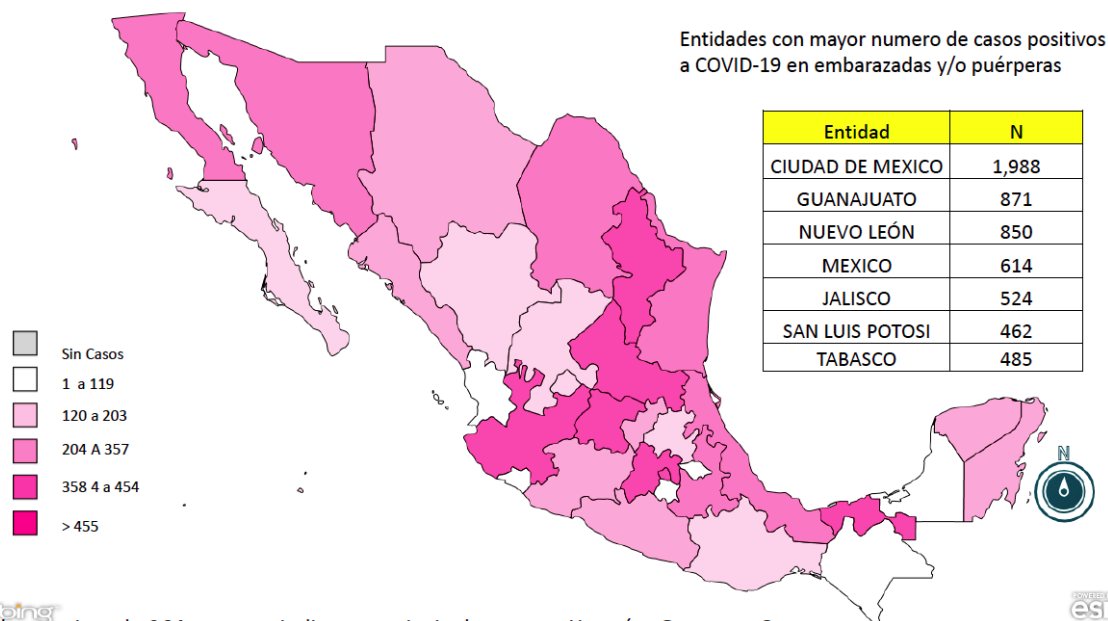 Entidades con mayor numero de casos positivos
a COVID-19 en embarazadas y/o puérperas
Entidad N
CIUDAD DE MEXICO 1,988
GUANAJUATO 871
NUEVO LEÓN 850
MEXICO 614
JALISCO 524
SAN LUIS POTOSI 462
TABASCO 485
Sin Casos
1 a 119
120 a 203
204 A 357
358 4 a 454
> 455
N
bing
POWERED
es